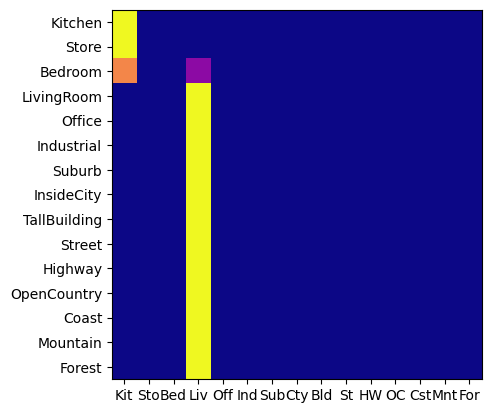 Kitchen
Store
Bedroom
LivingRoom
Office
Industrial
Suburb
InsideCity
TallBuilding
Street
Highway
OpenCountry
Coast
Mountain
Forest
Kit Sto Bed Liv Off Ind Sub Cty Bld St HW OC Cst Mnt For